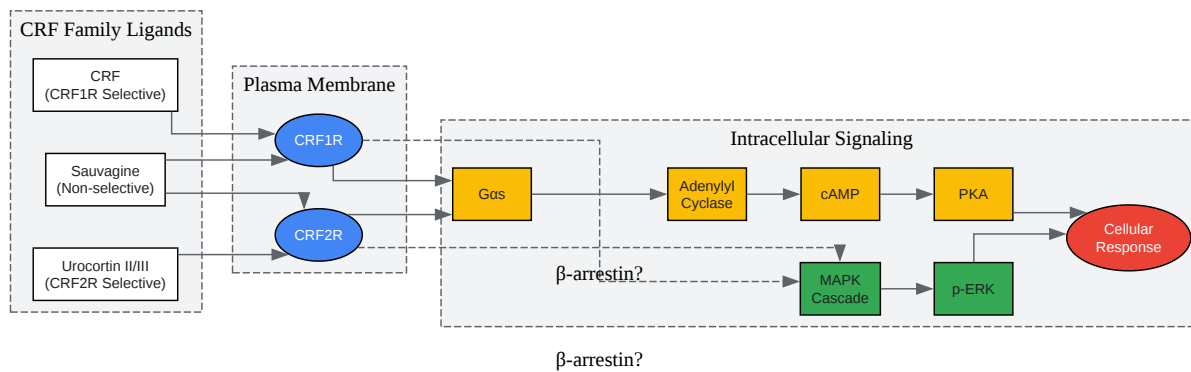 CRF Family Ligands
CRF
(CRF1R Selective)
Sauvagine
(Non-selective)
Urocortin II/III
(CRF2R Selective)
Plasma Membrane
CRF1R
CRF2R
Intracellular Signaling
Gαs
Adenylyl
Cyclase
cAMP
PKA
Cellular
Response
β-arrestin?
MAPK
Cascade
p-ERK
β-arrestin?